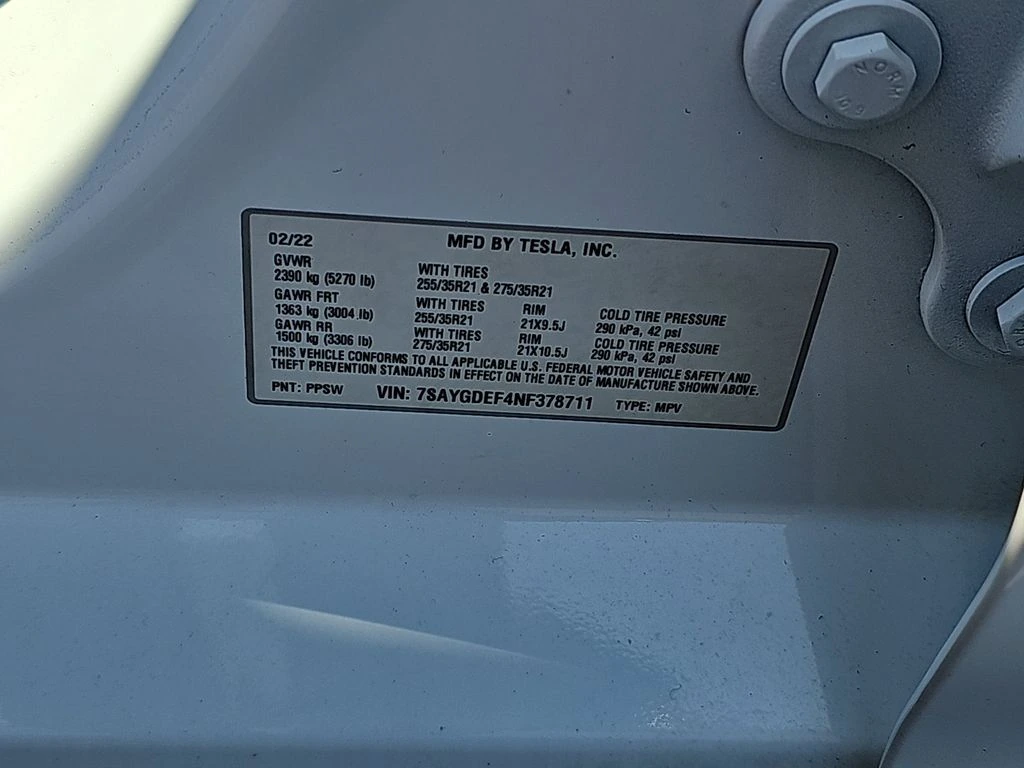 02/22 MFD BY TESLA, INC.
GVWR
2390 kg (5270 lb)
WITH TIRES
255/35R21 & 275/35R21
GAWR FRT
1363 kg (3004 lb)
WITH TIRES
255/35R21
RIM
21X9.5J
COLD TIRE PRESSURE
290 kPa, 42 psi
GAWR RR
1500 kg (3306 lb)
WITH TIRES
275/35R21
RIM
21X10.5J
COLD TIRE PRESSURE
290 kPa, 42 psi
THIS VEHICLE CONFORMS TO ALL APPLICABLE U.S. FEDERAL MOTOR VEHICLE SAFETY AND
THEFT PREVENTION STANDARDS IN EFFECT ON THE DATE OF MANUFACTURE SHOWN ABOVE.
PNT: PPSW VIN: 7SAYGDEF4NF378711 TYPE: MPV
NORM